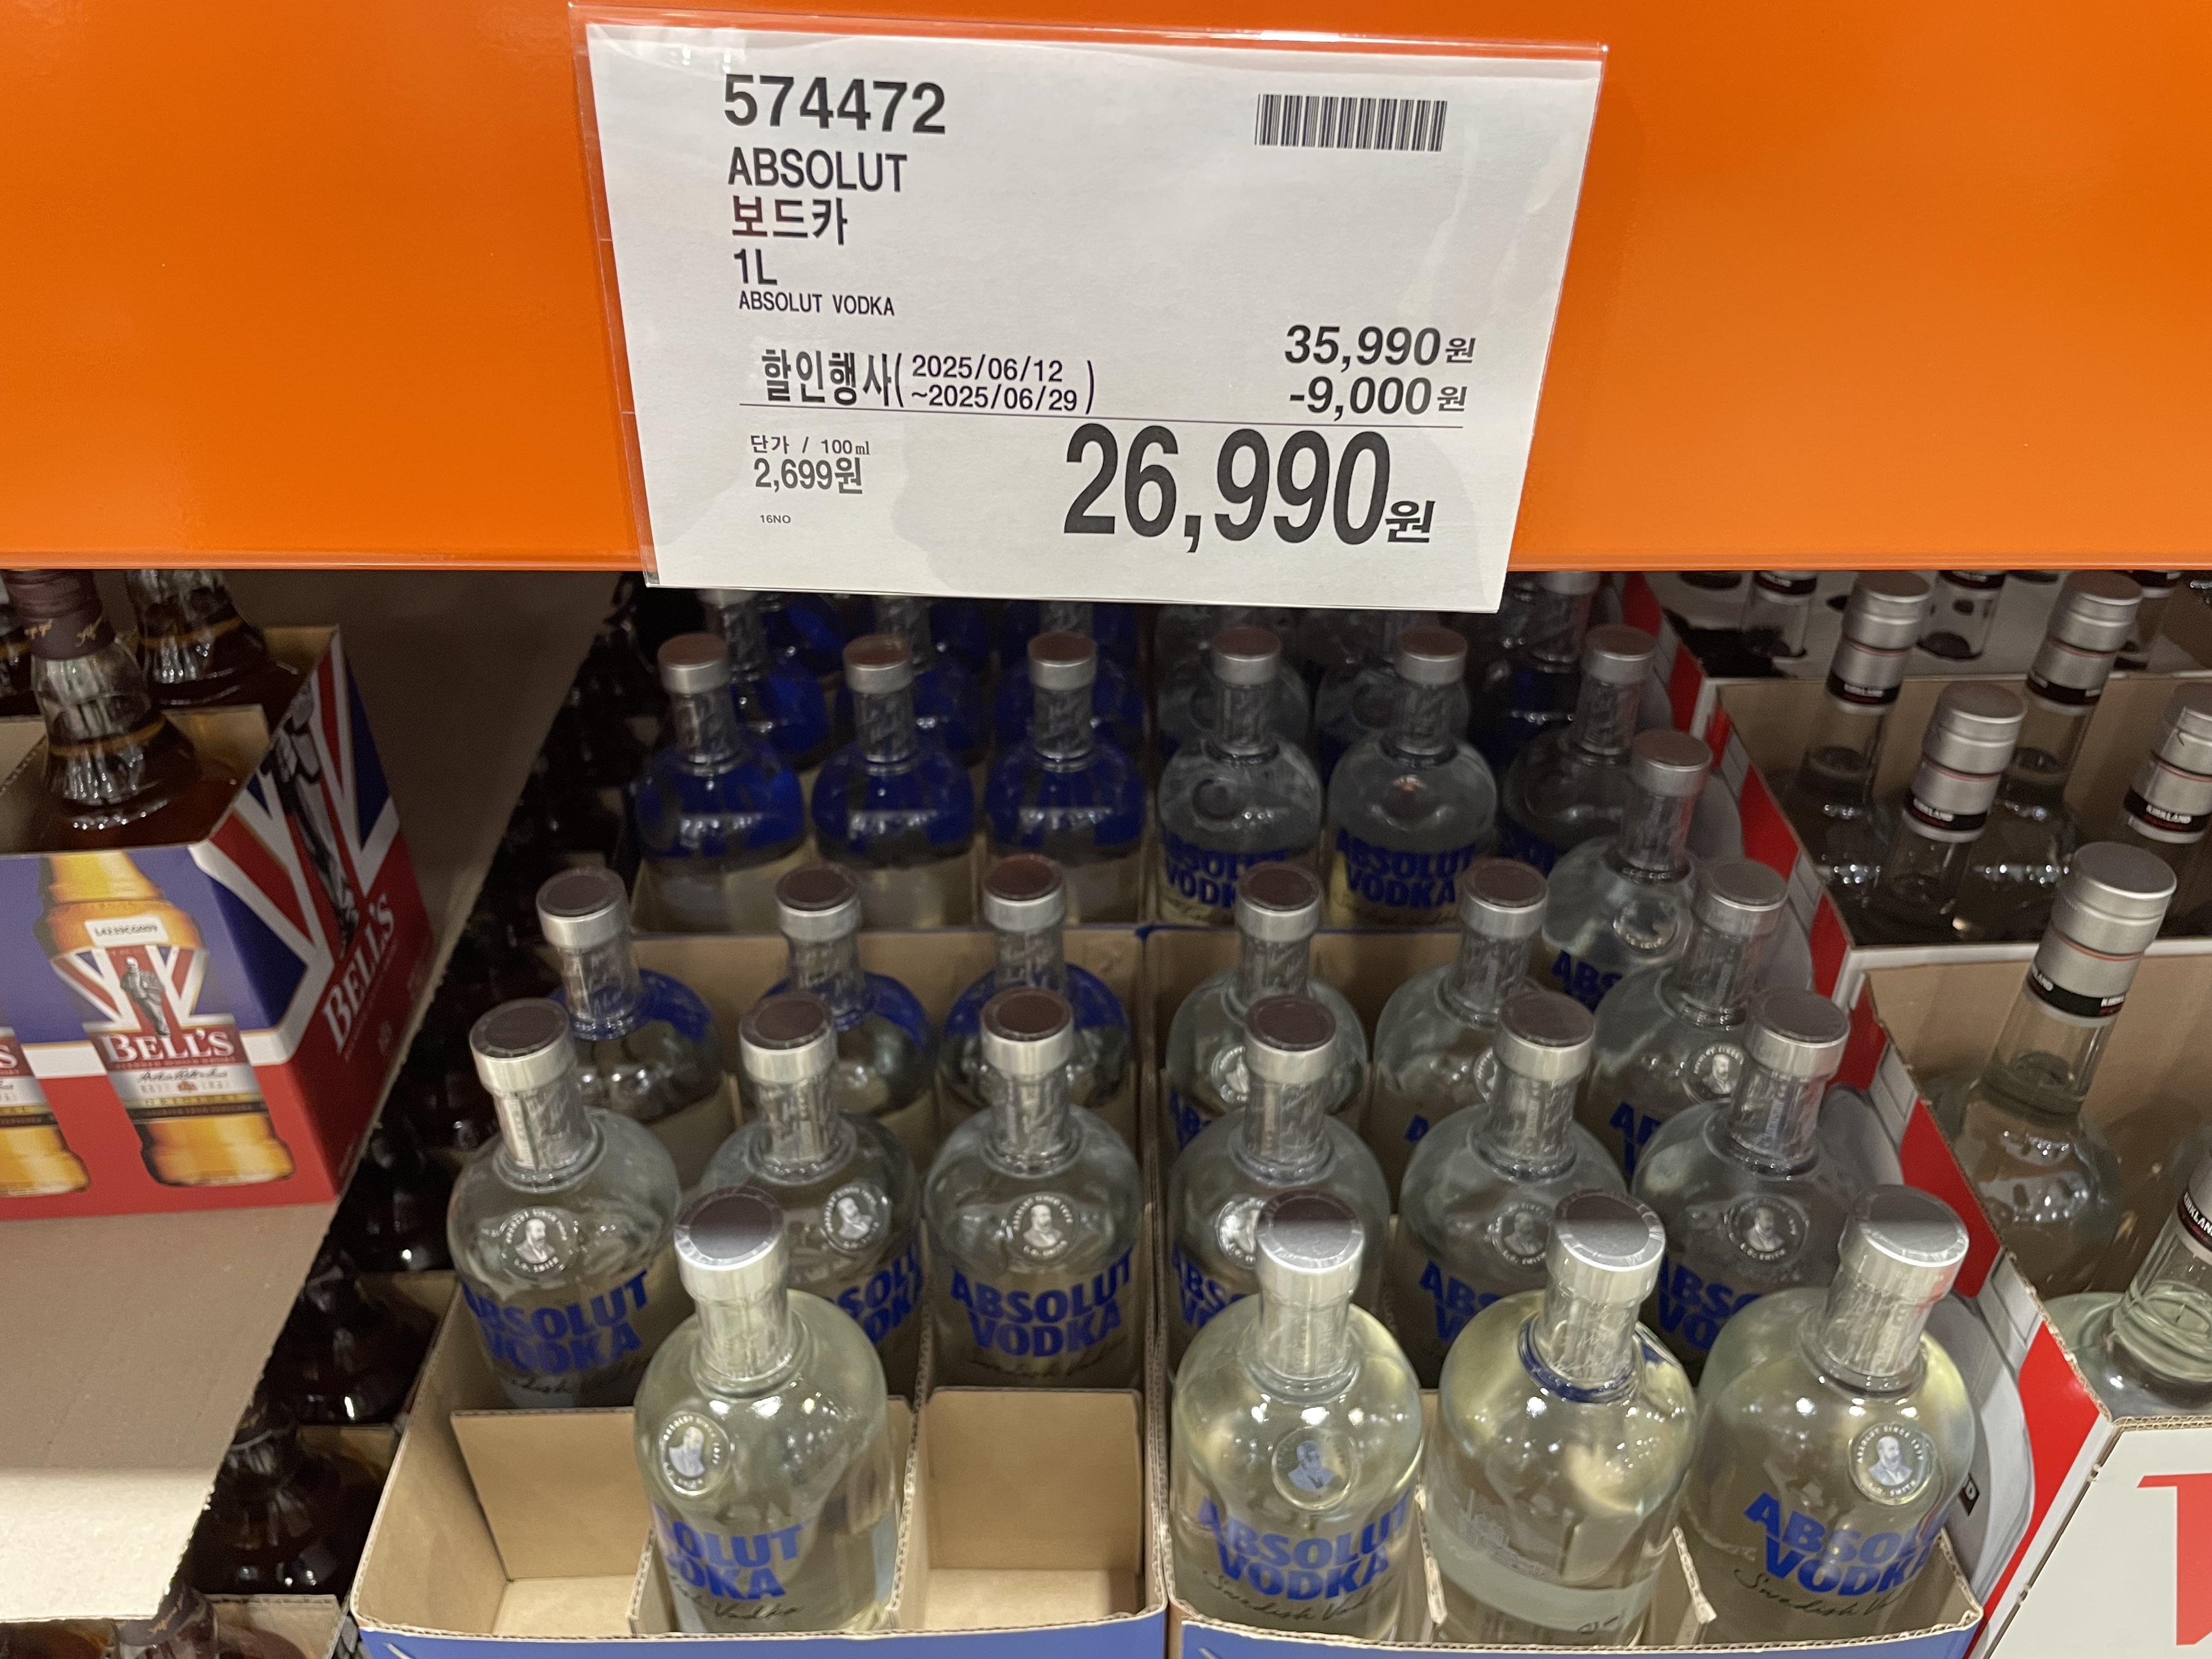 574472
ABSOLUT
보드카
1L
ABSOLUT VODKA
35,990원
할인행사( 2025/06/12
~2025/06/29 )
-9,000원
단가 / 100ml
2,699원
26,990원
16NO
BELL'S
BELL'S
ABSOLUT
VODKA
ABSOLUT
VODKA
ABSOLUT
VODKA
ABSOLUT
VODKA
KIRKLAND
KIRKLAND